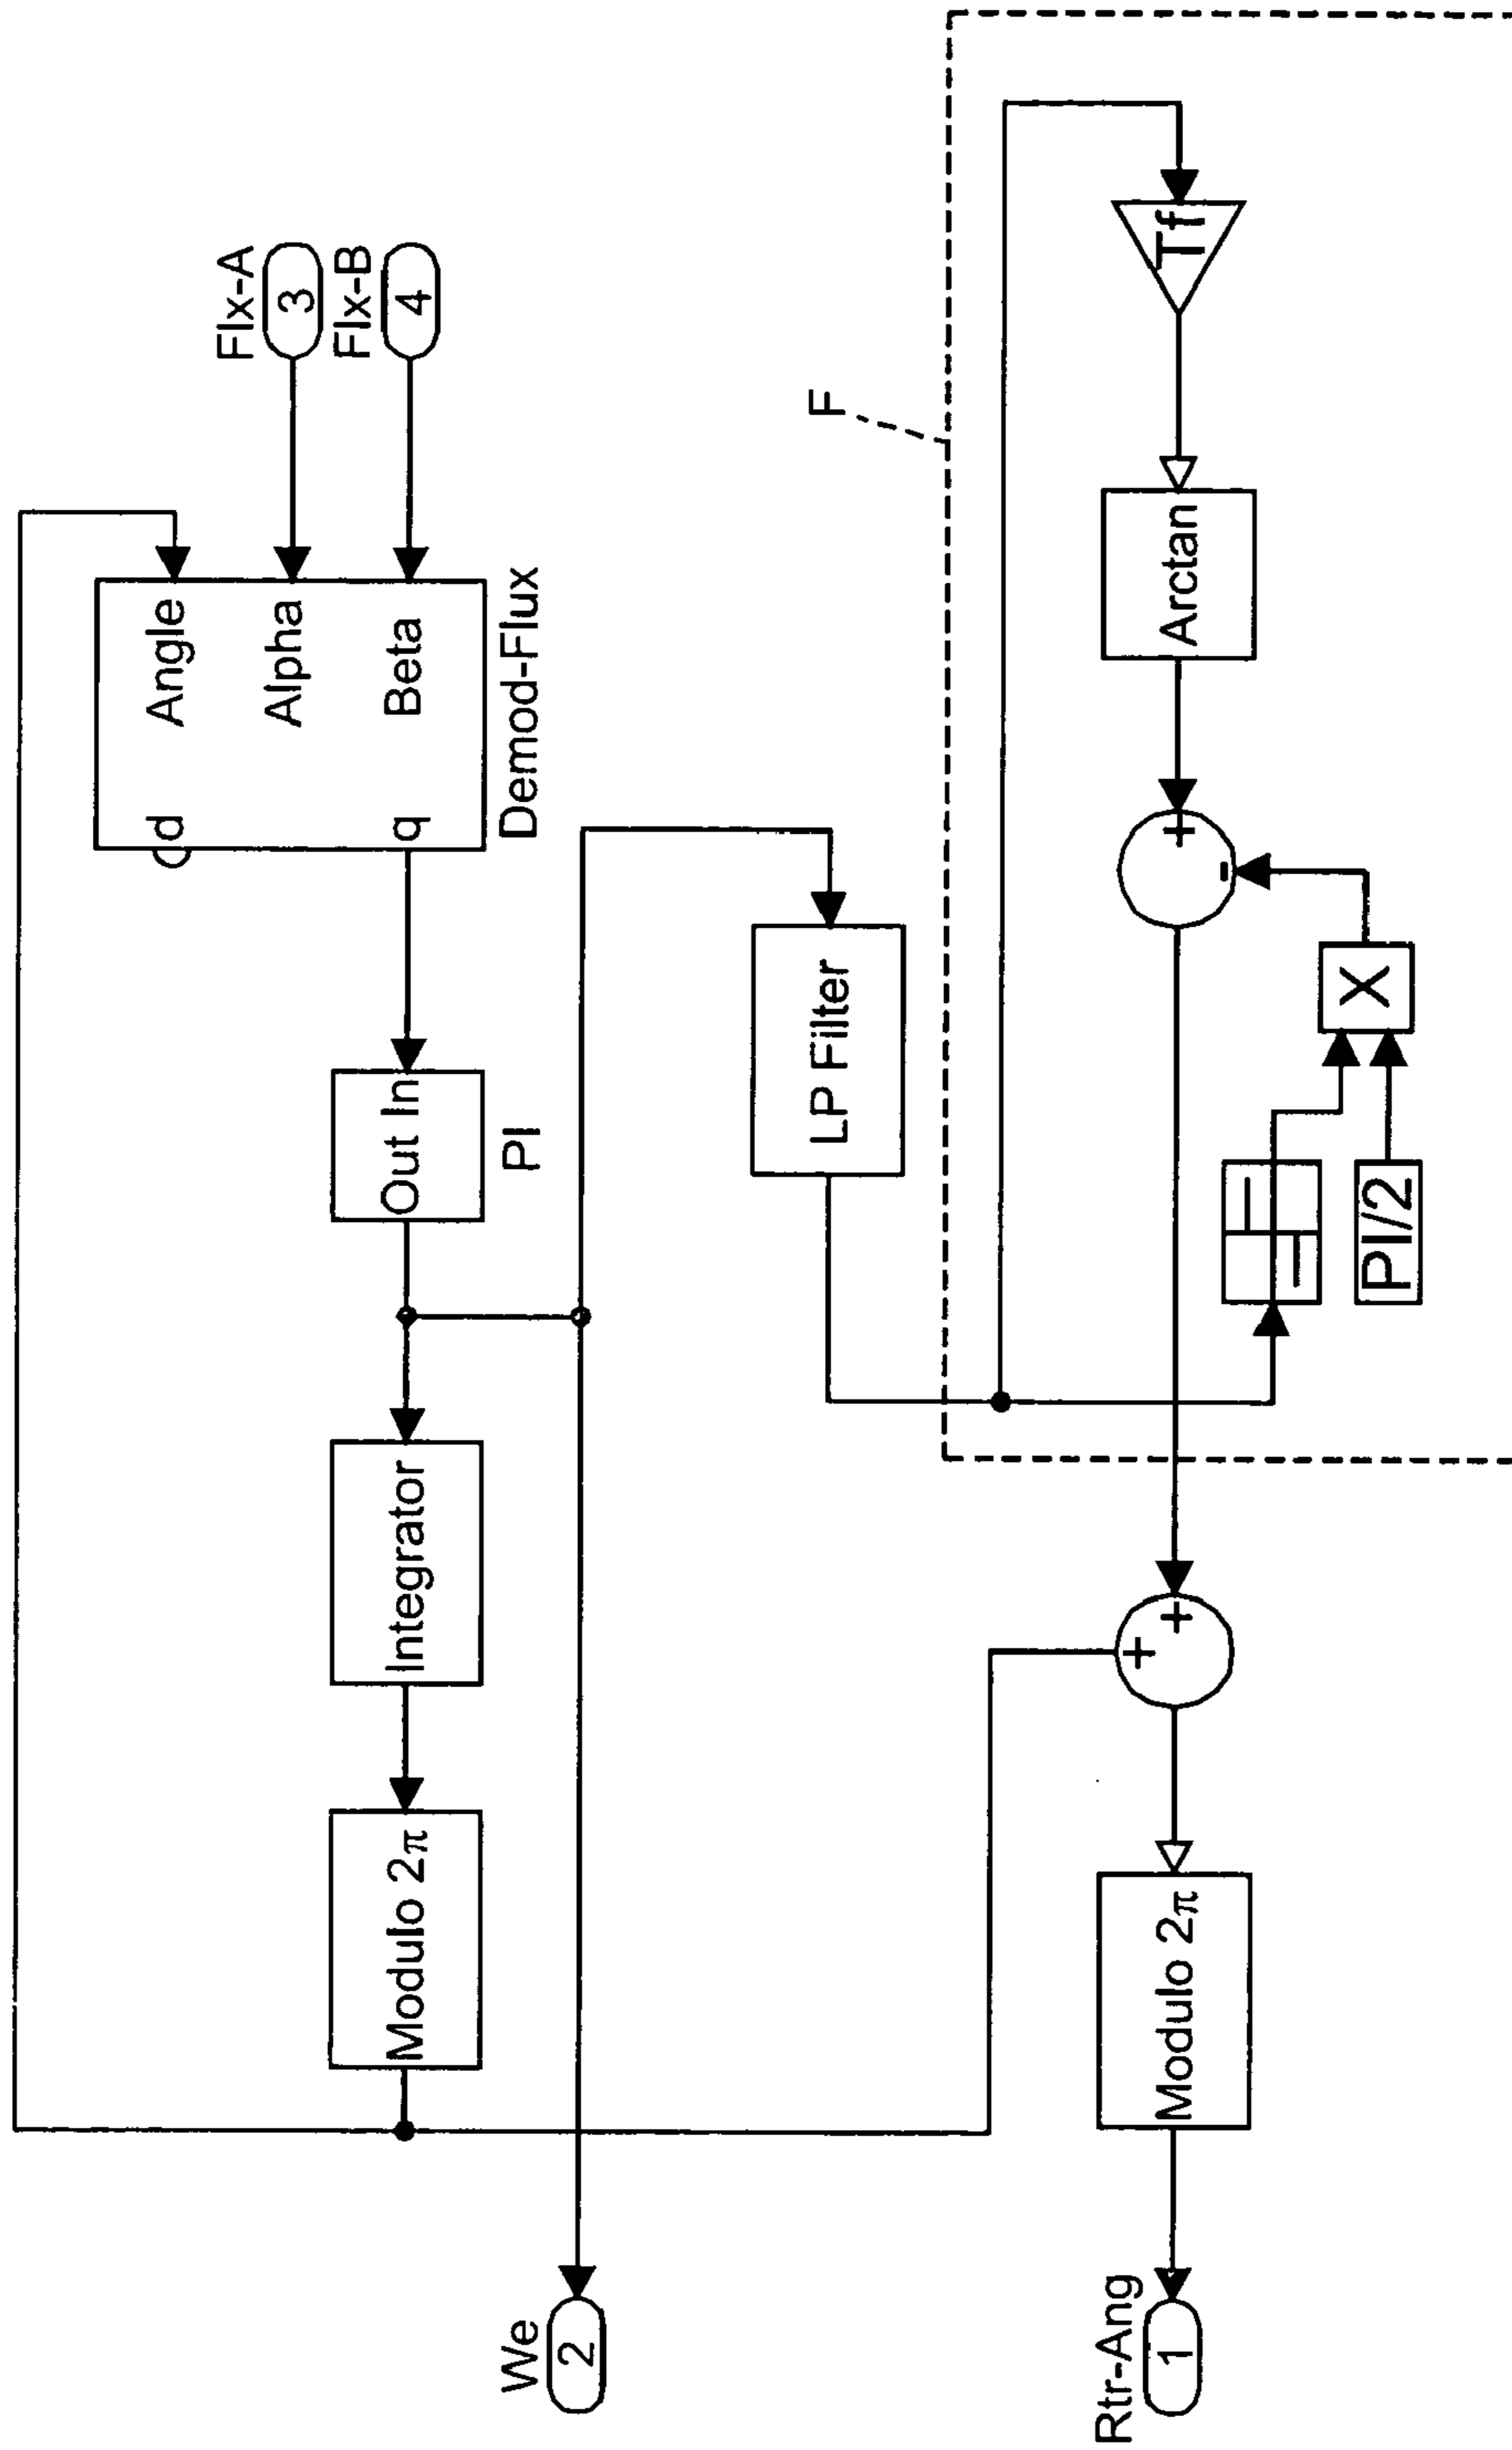 Flx-A
3
Flx-B
4
Angle
Alpha
Beta
d
q
Demod-Flux
Out In
PI
Integrator
Modulo 2π
We
2
LP Filter
F
Tf
Arctan
+
-
X
PI/2
+
+
Modulo 2π
Rtr-Ang
1